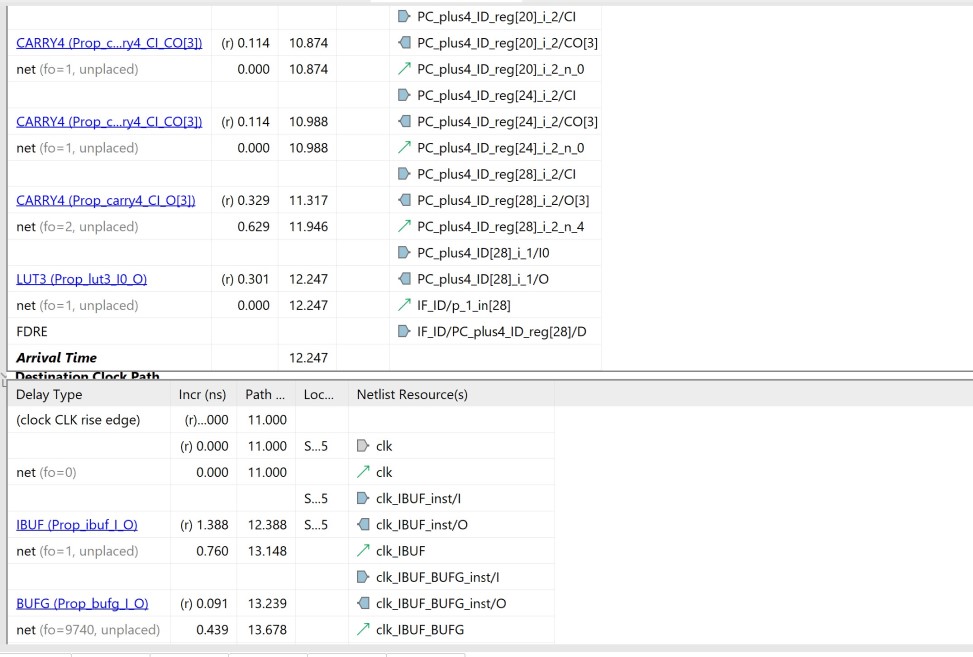 PC_plus4_ID_reg[20]_i_2/CI
CARRY4 (Prop_c...ry4_CI_CO[3]) (r) 0.114 10.874 PC_plus4_ID_reg[20]_i_2/CO[3]
net (fo=1, unplaced) 0.000 10.874 PC_plus4_ID_reg[20]_i_2_n_0
PC_plus4_ID_reg[24]_i_2/CI
CARRY4 (Prop_c...ry4_CI_CO[3]) (r) 0.114 10.988 PC_plus4_ID_reg[24]_i_2/CO[3]
net (fo=1, unplaced) 0.000 10.988 PC_plus4_ID_reg[24]_i_2_n_0
PC_plus4_ID_reg[28]_i_2/CI
CARRY4 (Prop_carry4_CI_O[3]) (r) 0.329 11.317 PC_plus4_ID_reg[28]_i_2/O[3]
net (fo=2, unplaced) 0.629 11.946 PC_plus4_ID_reg[28]_i_2_n_4
PC_plus4_ID[28]_i_1/I0
LUT3 (Prop_lut3_I0_O) (r) 0.301 12.247 PC_plus4_ID[28]_i_1/O
net (fo=1, unplaced) 0.000 12.247 IF_ID/p_1_in[28]
FDRE IF_ID/PC_plus4_ID_reg[28]/D
Arrival Time 12.247
Destination Clock Path
Delay Type Incr (ns) Path ... Loc... Netlist Resource(s)
(clock CLK rise edge) (r)...000 11.000
(r) 0.000 11.000 S...5 clk
net (fo=0) 0.000 11.000 clk
S...5 clk_IBUF_inst/I
IBUF (Prop_ibuf_I_O) (r) 1.388 12.388 S...5 clk_IBUF_inst/O
net (fo=1, unplaced) 0.760 13.148 clk_IBUF
clk_IBUF_BUFG_inst/I
BUFG (Prop_bufg_I_O) (r) 0.091 13.239 clk_IBUF_BUFG_inst/O
net (fo=9740, unplaced) 0.439 13.678 clk_IBUF_BUFG